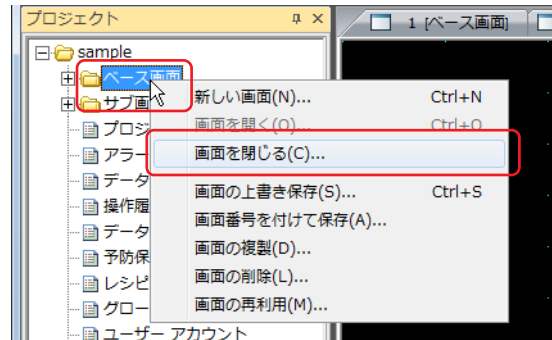 プロジェクト
1 [ベース画面]
sample
ベース画面
サブ画
プロジ
アラー
データ
操作履
データ
予防保
レシピ
グロー
ユーザー アカウント
新しい画面(N)... Ctrl+N
画面を開く(O)... Ctrl+O
画面を閉じる(C)...
画面の上書き保存(S)... Ctrl+S
画面番号を付けて保存(A)...
画面の複製(D)...
画面の削除(L)...
画面の再利用(M)...